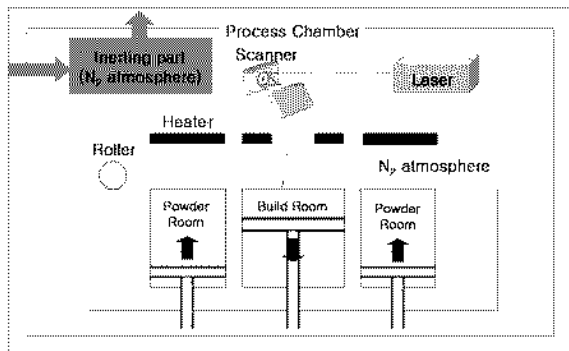 Process Chamber
Inerting part
(N₂ atmosphere)
Scanner
Laser
Heater
Roller
N₂ atmosphere
Powder
Room
Build Room
Powder
Room